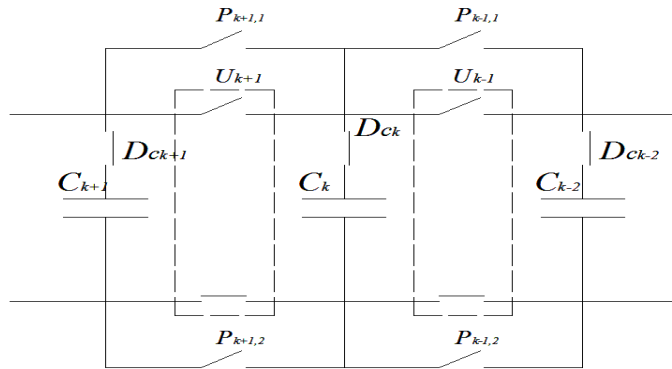 Pk+1,1 Pk-1,1
Uk+1 Uk-1
Dck+1 Dck Dck-2
Ck+1 Ck Ck-2
Pk+1,2 Pk-1,2